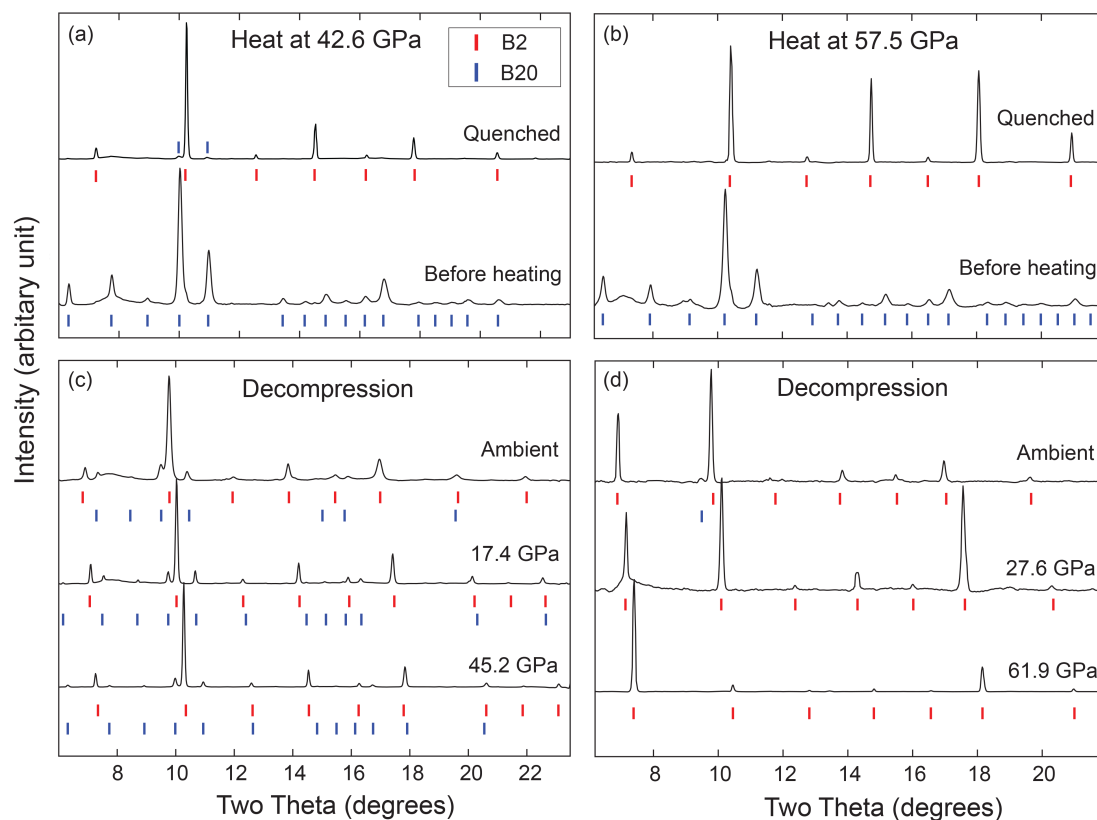 (a)
Heat at 42.6 GPa
B2
B20
Quenched
Before heating
(b)
Heat at 57.5 GPa
Quenched
Before heating
Intensity (arbitrary unit)
(c)
Decompression
Ambient
17.4 GPa
45.2 GPa
8 10 12 14 16 18 20 22
Two Theta (degrees)
(d)
Decompression
Ambient
27.6 GPa
61.9 GPa
8 10 12 14 16 18 20
Two Theta (degrees)